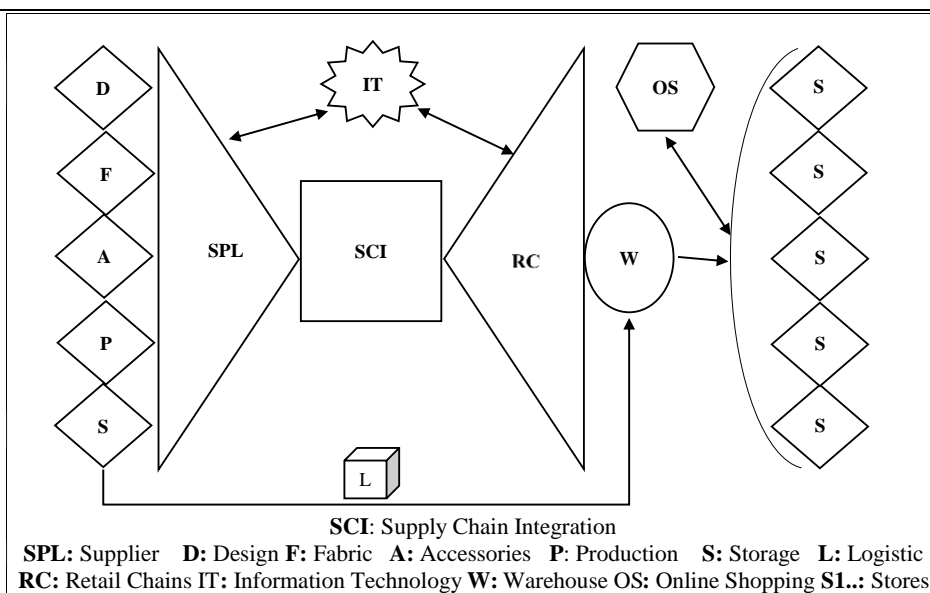 D
IT
OS
S
F
S
SPL
SCI
RC
W
A
S
P
S
S
S
L
SCI: Supply Chain Integration
SPL: Supplier D: Design F: Fabric A: Accessories P: Production S: Storage L: Logistic
RC: Retail Chains IT: Information Technology W: Warehouse OS: Online Shopping S1..: Stores